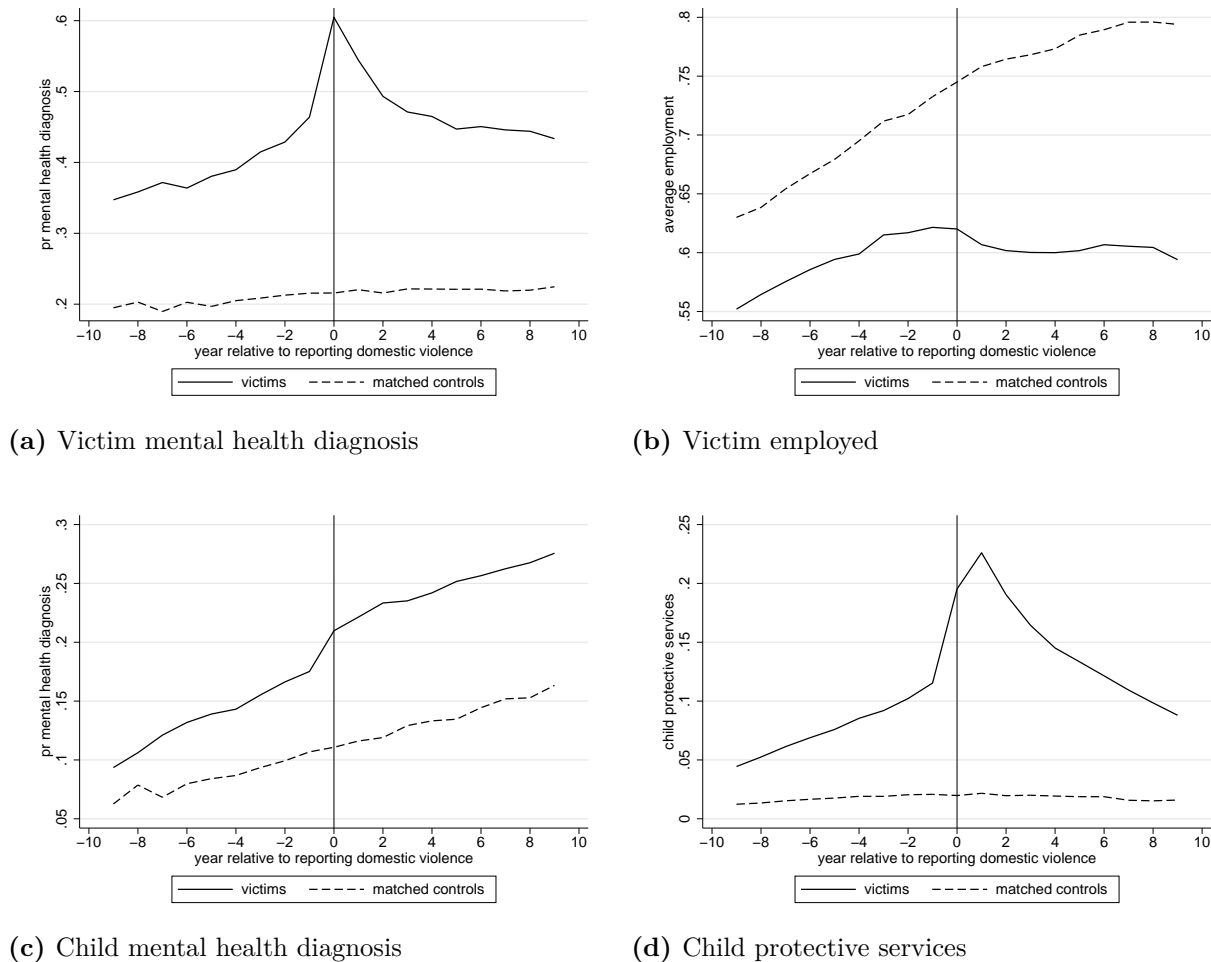 pr mental health diagnosis
.2 .3 .4 .5 .6
−10 −8 −6 −4 −2 0 2 4 6 8 10
year relative to reporting domestic violence
victims matched controls
(a) Victim mental health diagnosis
average employment
.55 .6 .65 .7 .75 .8
−10 −8 −6 −4 −2 0 2 4 6 8 10
year relative to reporting domestic violence
victims matched controls
(b) Victim employed
pr mental health diagnosis
.05 .1 .15 .2 .25 .3
−10 −8 −6 −4 −2 0 2 4 6 8 10
year relative to reporting domestic violence
victims matched controls
(c) Child mental health diagnosis
child protective services
0 .05 .1 .15 .2 .25
−10 −8 −6 −4 −2 0 2 4 6 8 10
year relative to reporting domestic violence
victims matched controls
(d) Child protective services